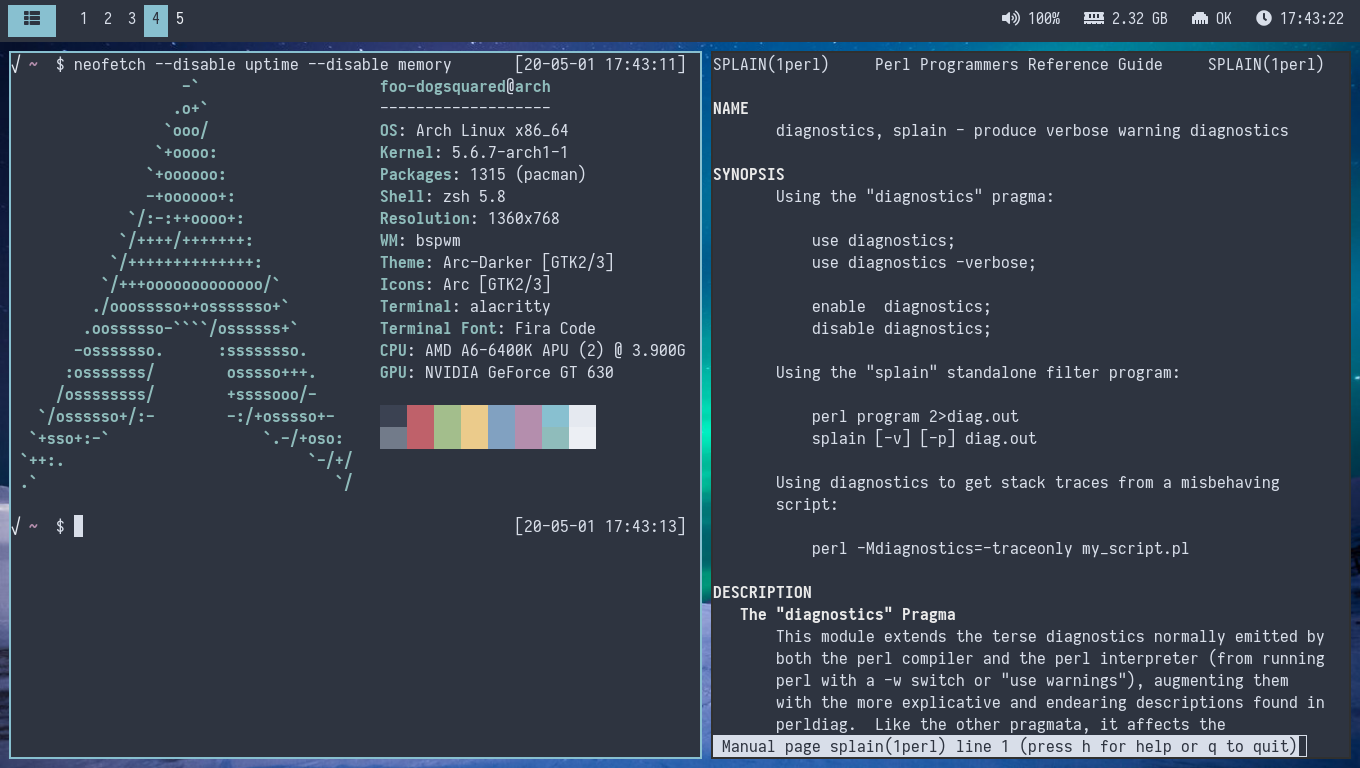 1 2 3 4 5 100% 2.32 GB OK 17:43:22
√ ~ $ neofetch --disable uptime --disable memory [20-05-01 17:43:11]
-`
.o+`
`ooo/
`+oooo:
`+oooooo:
-+oooooo+:
`/:-:++oooo+:
`/++++/+++++++:
`/++++++++++++++:
`/+++ooooooooooooo/`
./ooosssso++osssssso+`
.oossssso-````/ossssss+`
-osssssso. :ssssssso.
:osssssss/ osssso+++.
/ossssssss/ +ssssooo/-
`/ossssso+/:- -:/+osssso+-
`+sso+:-` `.-/+oso:
`++:. `-/+/
.` `/
foo-dogsquared@arch
-------------------
OS: Arch Linux x86_64
Kernel: 5.6.7-arch1-1
Packages: 1315 (pacman)
Shell: zsh 5.8
Resolution: 1360x768
WM: bspwm
Theme: Arc-Darker [GTK2/3]
Icons: Arc [GTK2/3]
Terminal: alacritty
Terminal Font: Fira Code
CPU: AMD A6-6400K APU (2) @ 3.900G
GPU: NVIDIA GeForce GT 630
√ ~ $ [20-05-01 17:43:13]
SPLAIN(1perl) Perl Programmers Reference Guide SPLAIN(1perl)
NAME
diagnostics, splain - produce verbose warning diagnostics
SYNOPSIS
Using the "diagnostics" pragma:
use diagnostics;
use diagnostics -verbose;
enable  diagnostics;
disable diagnostics;
Using the "splain" standalone filter program:
perl program 2>diag.out
splain [-v] [-p] diag.out
Using diagnostics to get stack traces from a misbehaving
script:
perl -Mdiagnostics=-traceonly my_script.pl
DESCRIPTION
The "diagnostics" Pragma
This module extends the terse diagnostics normally emitted by
both the perl compiler and the perl interpreter (from running
perl with a -w switch or "use warnings"), augmenting them
with the more explicative and endearing descriptions found in
perldiag.  Like the other pragmata, it affects the
Manual page splain(1perl) line 1 (press h for help or q to quit)